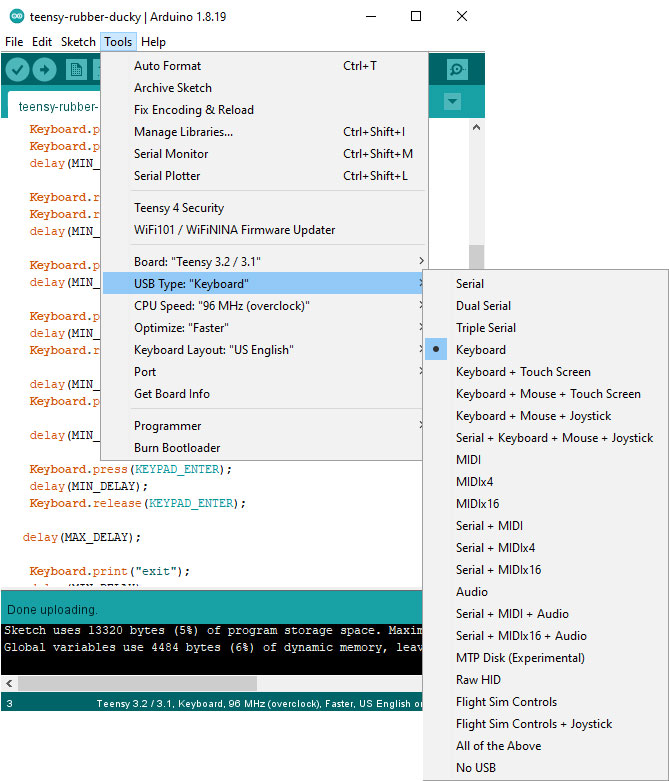 teensy-rubber-ducky | Arduino 1.8.19
File Edit Sketch Tools Help
teensy-rubber-
Auto Format Ctrl+T
Archive Sketch
Fix Encoding & Reload
Manage Libraries... Ctrl+Shift+I
Serial Monitor Ctrl+Shift+M
Serial Plotter Ctrl+Shift+L
Teensy 4 Security
WiFi101 / WiFiNINA Firmware Updater
Board: "Teensy 3.2 / 3.1"
USB Type: "Keyboard"
CPU Speed: "96 MHz (overclock)"
Optimize: "Faster"
Keyboard Layout: "US English"
Port
Get Board Info
Programmer
Burn Bootloader
Serial
Dual Serial
Triple Serial
Keyboard
Keyboard + Touch Screen
Keyboard + Mouse + Touch Screen
Keyboard + Mouse + Joystick
Serial + Keyboard + Mouse + Joystick
MIDI
MIDIx4
MIDIx16
Serial + MIDI
Serial + MIDIx4
Serial + MIDIx16
Audio
Serial + MIDI + Audio
Serial + MIDIx16 + Audio
MTP Disk (Experimental)
Raw HID
Flight Sim Controls
Flight Sim Controls + Joystick
All of the Above
No USB
Keyboard.p
Keyboard.p
delay(MIN_
Keyboard.r
Keyboard.r
delay(MIN_
Keyboard.p
delay(MIN_
Keyboard.p
delay(MIN_
Keyboard.r
delay(MIN_
Keyboard.p
delay(MIN_
Keyboard.press(KEYPAD_ENTER);
delay(MIN_DELAY);
Keyboard.release(KEYPAD_ENTER);
delay(MAX_DELAY);
Keyboard.print("exit");
Done uploading.
Sketch uses 13320 bytes (5%) of program storage space. Maxim
Global variables use 4484 bytes (6%) of dynamic memory, leav
3 Teensy 3.2 / 3.1, Keyboard, 96 MHz (overclock), Faster, US English o